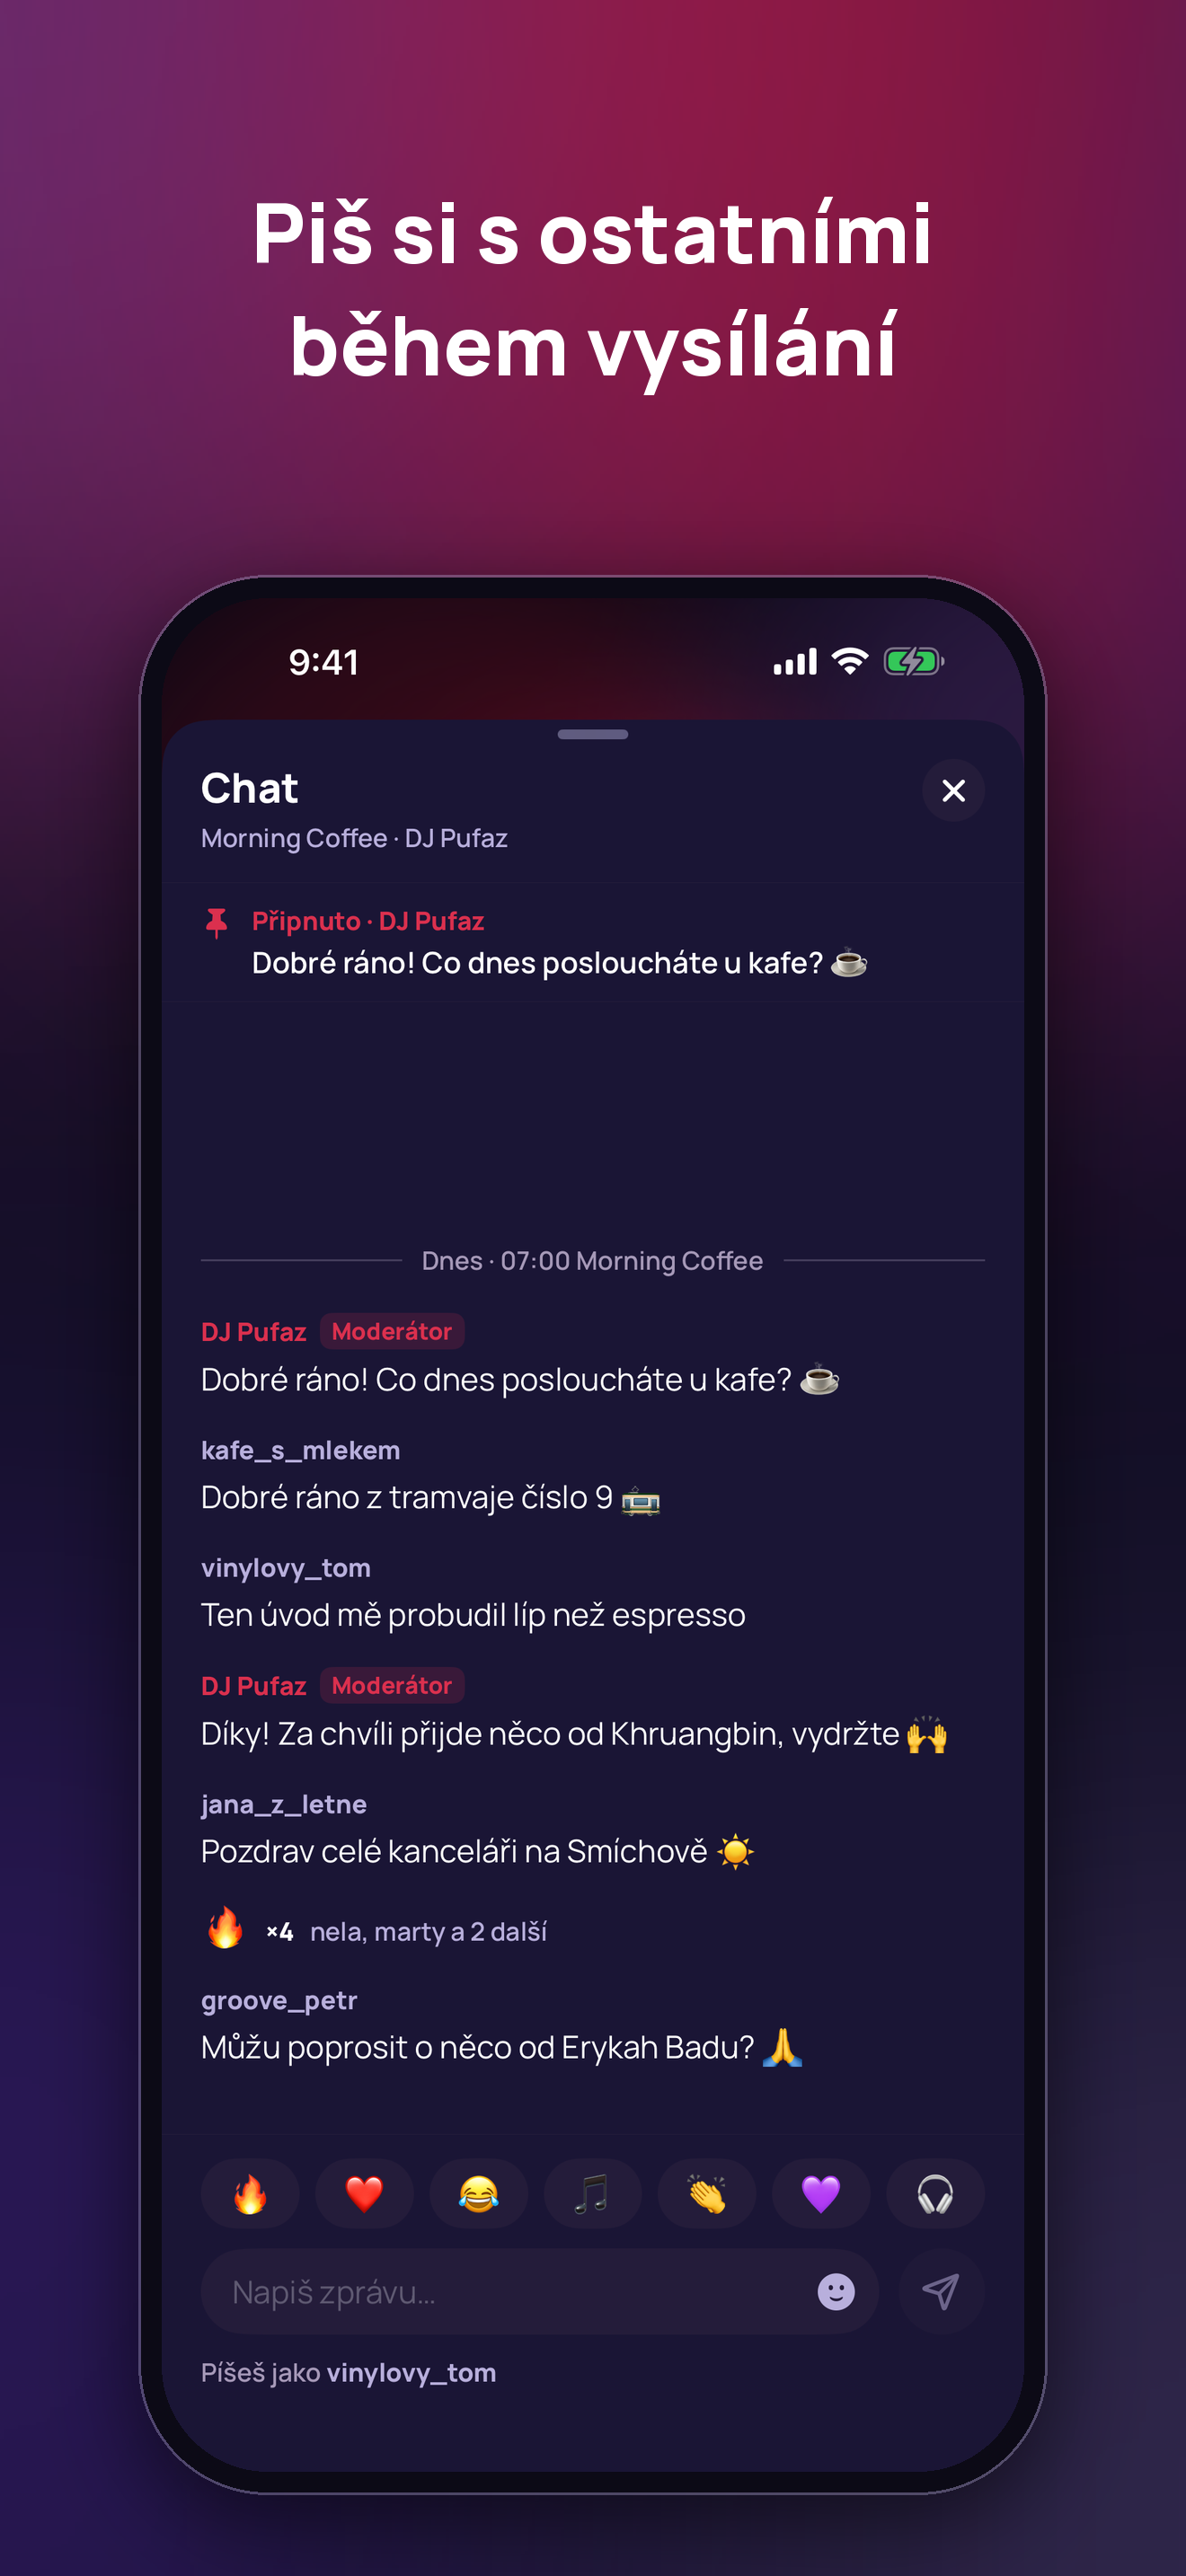 Piš si s ostatními
během vysílání
9:41
Chat
Morning Coffee · DJ Pufaz
Připnuto · DJ Pufaz
Dobré ráno! Co dnes posloucháte u kafe? ☕
Dnes · 07:00 Morning Coffee
DJ Pufaz Moderátor
Dobré ráno! Co dnes posloucháte u kafe? ☕
kafe_s_mlekem
Dobré ráno z tramvaje číslo 9 🚋
vinylovy_tom
Ten úvod mě probudil líp než espresso
DJ Pufaz Moderátor
Díky! Za chvíli přijde něco od Khruangbin, vydržte 🙌
jana_z_letne
Pozdrav celé kanceláři na Smíchově ☀️
🔥 ×4 nela, marty a 2 další
groove_petr
Můžu poprosit o něco od Erykah Badu? 🙏
🔥 ❤️ 😂 🎵 👏 💜 🎧
Napiš zprávu…
Píšeš jako vinylovy_tom